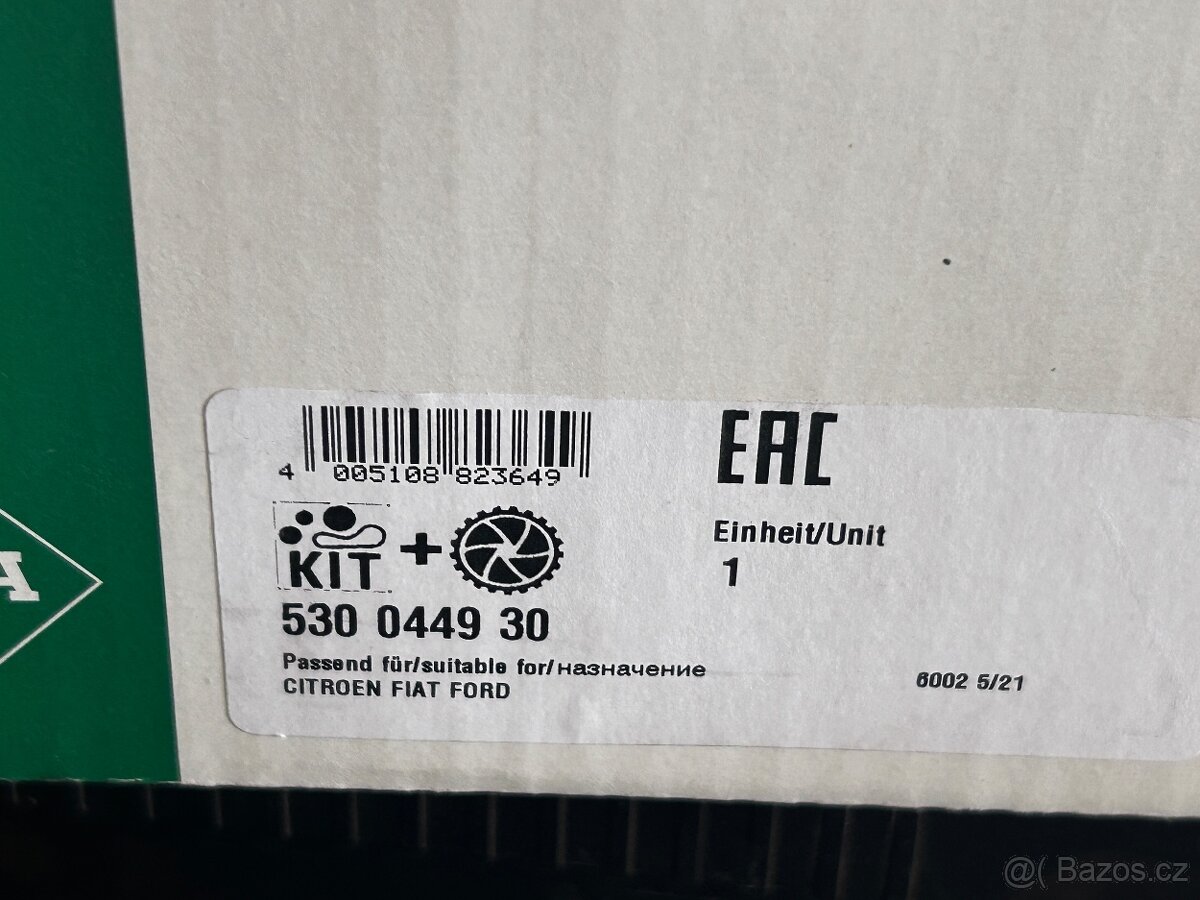 4 005108 823649
EAC
KIT +
Einheit/Unit
1
530 0449 30
Passend für/suitable for/назначение
CITROEN FIAT FORD
6002 5/21
A
@( Bazos.cz